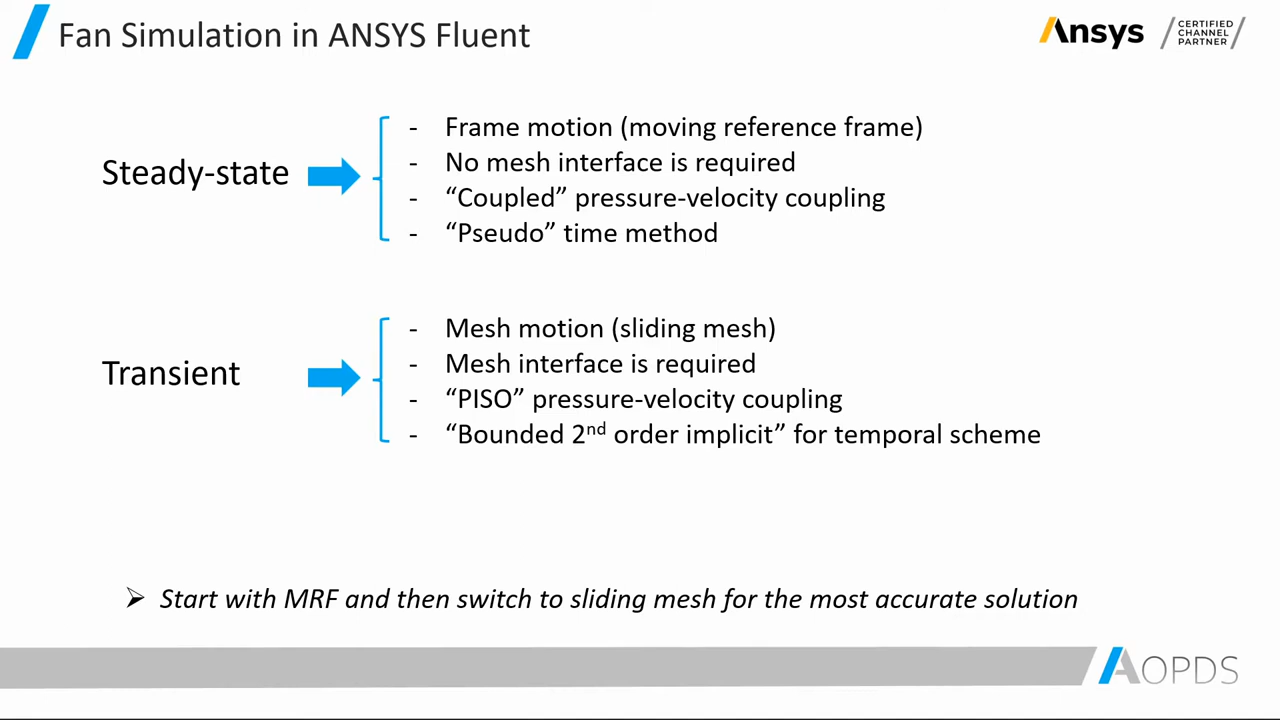 Fan Simulation in ANSYS Fluent
Ansys
CERTIFIED
CHANNEL
PARTNER
Steady-state
- Frame motion (moving reference frame)
- No mesh interface is required
- “Coupled” pressure-velocity coupling
- “Pseudo” time method
Transient
- Mesh motion (sliding mesh)
- Mesh interface is required
- “PISO” pressure-velocity coupling
- “Bounded 2nd order implicit” for temporal scheme
➢ Start with MRF and then switch to sliding mesh for the most accurate solution
AOPDS